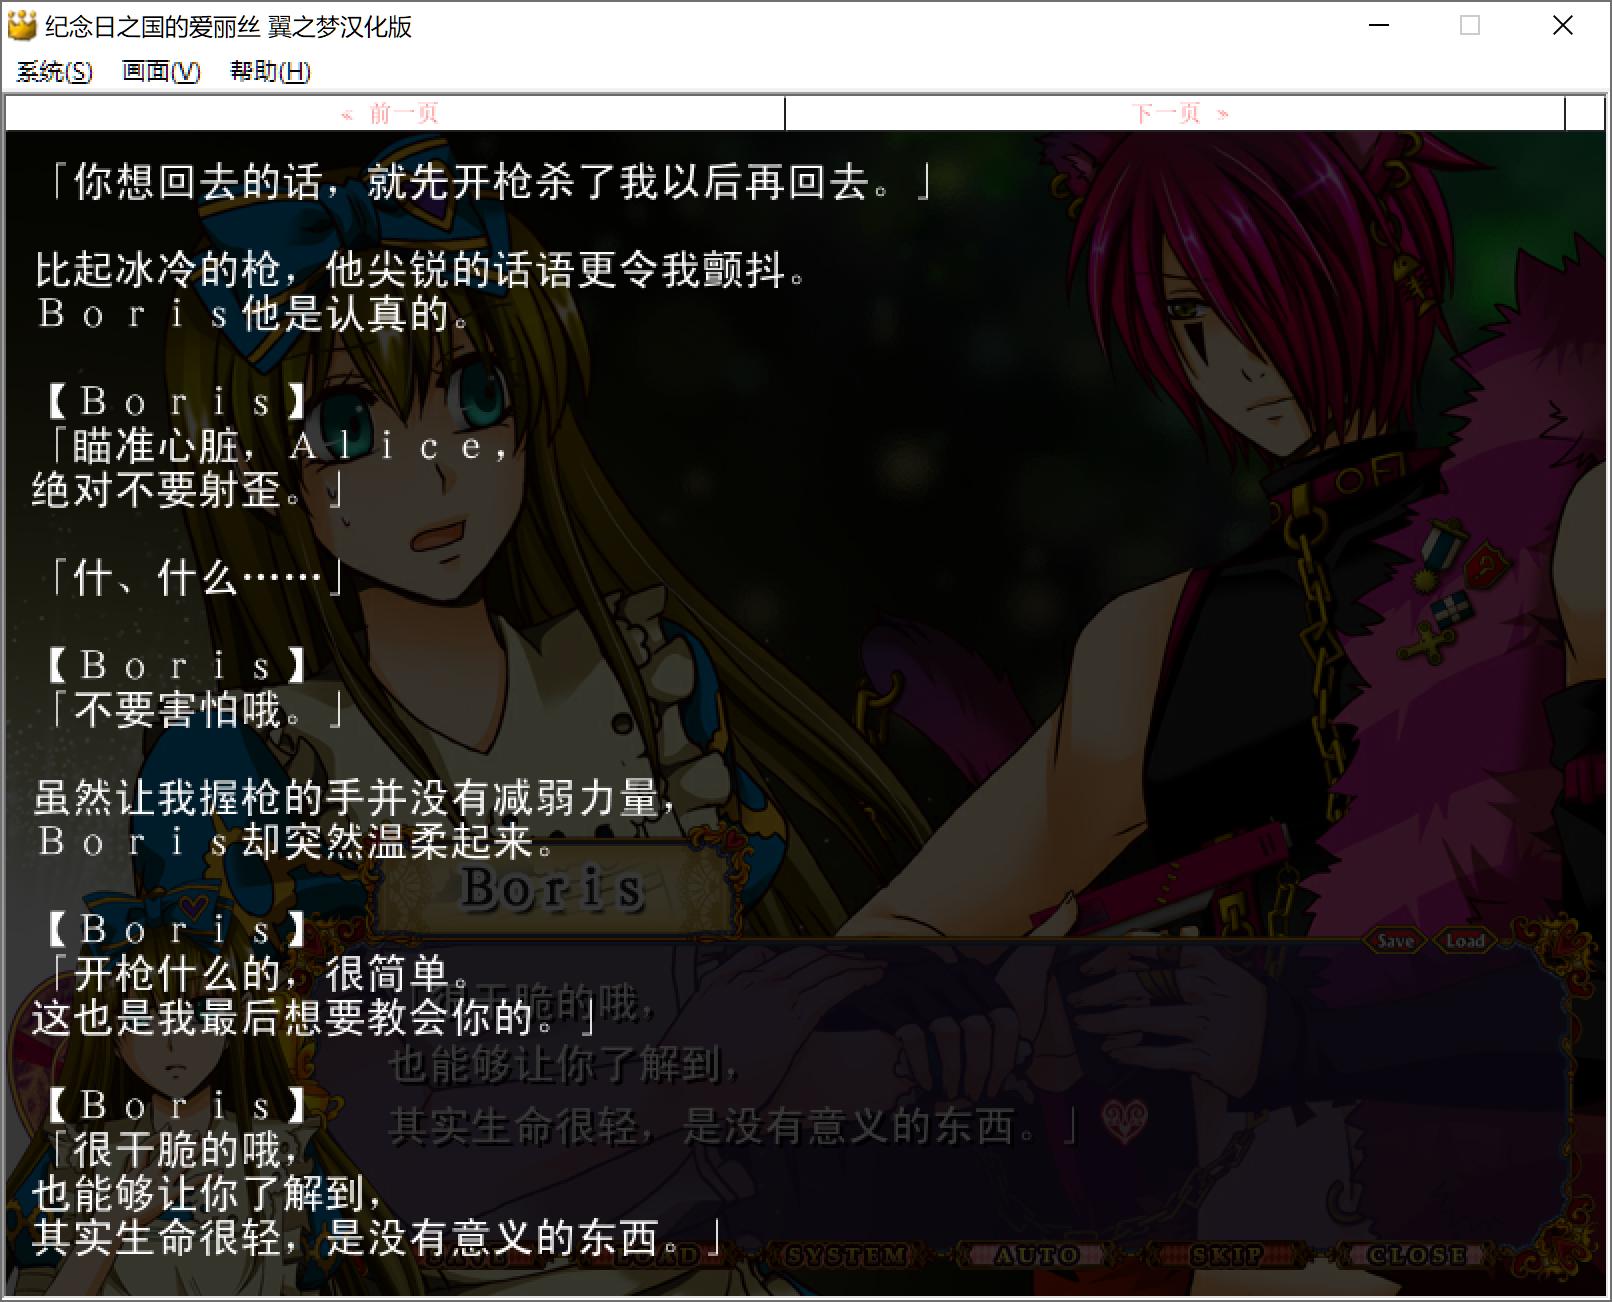 纪念日之国的爱丽丝 翼之梦汉化版
系统(S) 画面(V) 帮助(H)
« 前一页 下一页 »
「你想回去的话，就先开枪杀了我以后再回去。」
比起冰冷的枪，他尖锐的话语更令我颤抖。
Ｂｏｒｉｓ他是认真的。
【Ｂｏｒｉｓ】
「瞄准心脏，Ａｌｉｃｅ，
绝对不要射歪。」
「什、什么……」
【Ｂｏｒｉｓ】
「不要害怕哦。」
虽然让我握枪的手并没有减弱力量，
Ｂｏｒｉｓ却突然温柔起来。
【Ｂｏｒｉｓ】
「开枪什么的，很简单。
这也是我最后想要教会你的。」
【Ｂｏｒｉｓ】
「很干脆的哦，
也能够让你了解到，
其实生命很轻，是没有意义的东西。」
Ｂｏｒｉｓ
Save Load
「很干脆的哦，
也能够让你了解到，
其实生命很轻，是没有意义的东西。」
SAVE LOAD SYSTEM AUTO SKIP CLOSE